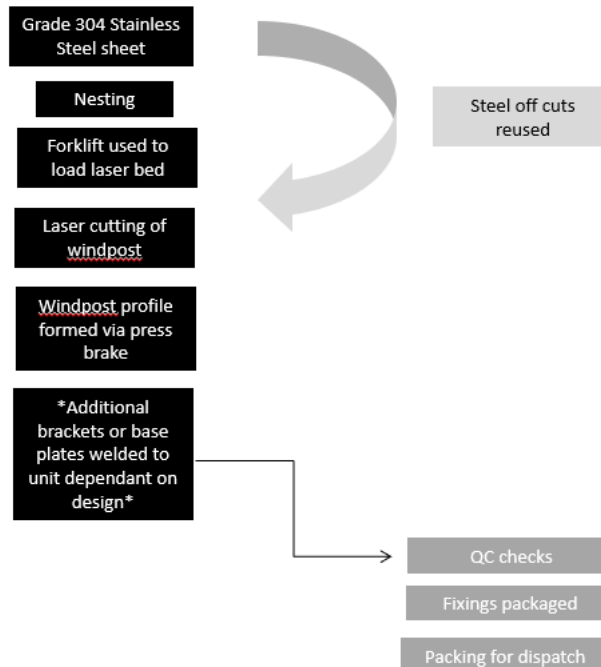 Grade 304 Stainless
Steel sheet
Nesting
Forklift used to
load laser bed
Laser cutting of
windpost
Windpost profile
formed via press
brake
*Additional
brackets or base
plates welded to
unit dependant on
design*
Steel off cuts
reused
QC checks
Fixings packaged
Packing for dispatch